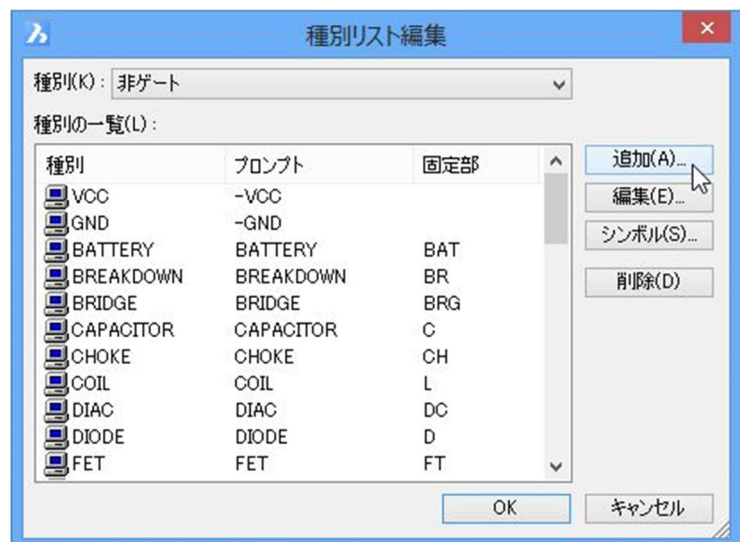 種別リスト編集
種別(K): 非ゲート
種別の一覧(L):
種別 プロンプト 固定部
VCC -VCC
GND -GND
BATTERY BATTERY BAT
BREAKDOWN BREAKDOWN BR
BRIDGE BRIDGE BRG
CAPACITOR CAPACITOR C
CHOKE CHOKE CH
COIL COIL L
DIAC DIAC DC
DIODE DIODE D
FET FET FT
追加(A)...
編集(E)...
シンボル(S)...
削除(D)
OK キャンセル